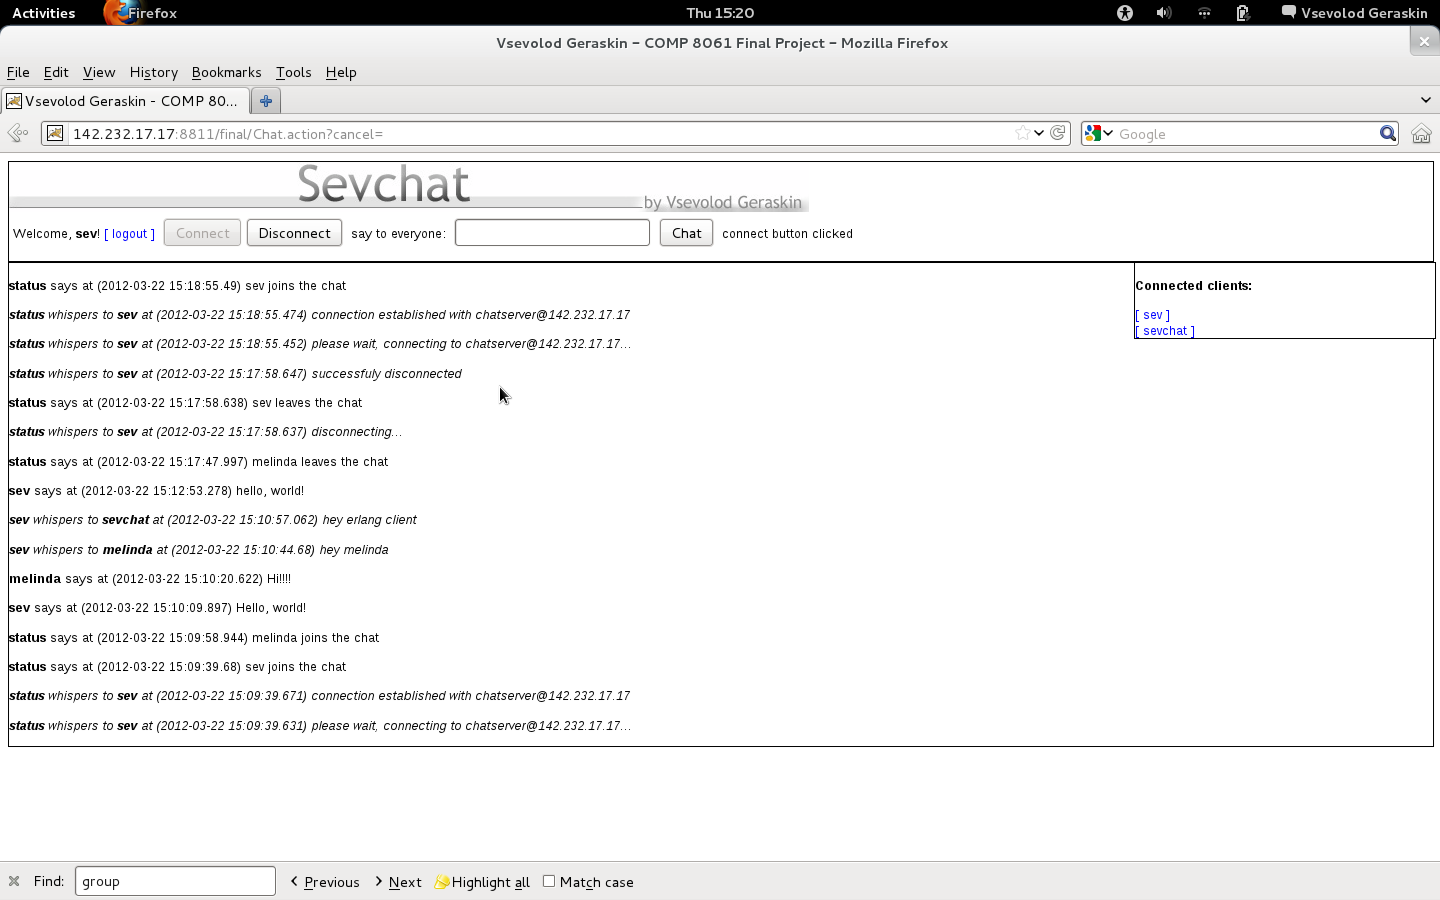 Activities Firefox Thu 15:20 Vsevolod Geraskin
Vsevolod Geraskin - COMP 8061 Final Project - Mozilla Firefox
File Edit View History Bookmarks Tools Help
Vsevolod Geraskin - COMP 80...
142.232.17.17:8811/final/Chat.action?cancel= Google
Sevchat
by Vsevolod Geraskin
Welcome, sev! [ logout ] Connect Disconnect say to everyone: Chat connect button clicked
status says at (2012-03-22 15:18:55.49) sev joins the chat
status whispers to sev at (2012-03-22 15:18:55.474) connection established with chatserver@142.232.17.17
status whispers to sev at (2012-03-22 15:18:55.452) please wait, connecting to chatserver@142.232.17.17...
status whispers to sev at (2012-03-22 15:17:58.647) successfuly disconnected
status says at (2012-03-22 15:17:58.638) sev leaves the chat
status whispers to sev at (2012-03-22 15:17:58.637) disconnecting...
status says at (2012-03-22 15:17:47.997) melinda leaves the chat
sev says at (2012-03-22 15:12:53.278) hello, world!
sev whispers to sevchat at (2012-03-22 15:10:57.062) hey erlang client
sev whispers to melinda at (2012-03-22 15:10:44.68) hey melinda
melinda says at (2012-03-22 15:10:20.622) Hi!!!!
sev says at (2012-03-22 15:10:09.897) Hello, world!
status says at (2012-03-22 15:09:58.944) melinda joins the chat
status says at (2012-03-22 15:09:39.68) sev joins the chat
status whispers to sev at (2012-03-22 15:09:39.671) connection established with chatserver@142.232.17.17
status whispers to sev at (2012-03-22 15:09:39.631) please wait, connecting to chatserver@142.232.17.17...
Connected clients:
[ sev ]
[ sevchat ]
Find: group Previous Next Highlight all Match case